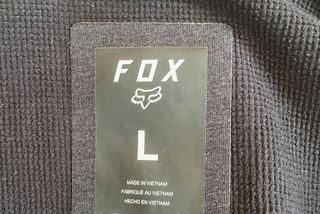 FOX
L
MADE IN VIETNAM
FABRIQUÉ AU VIETNAM
HECHO EN VIETNAM